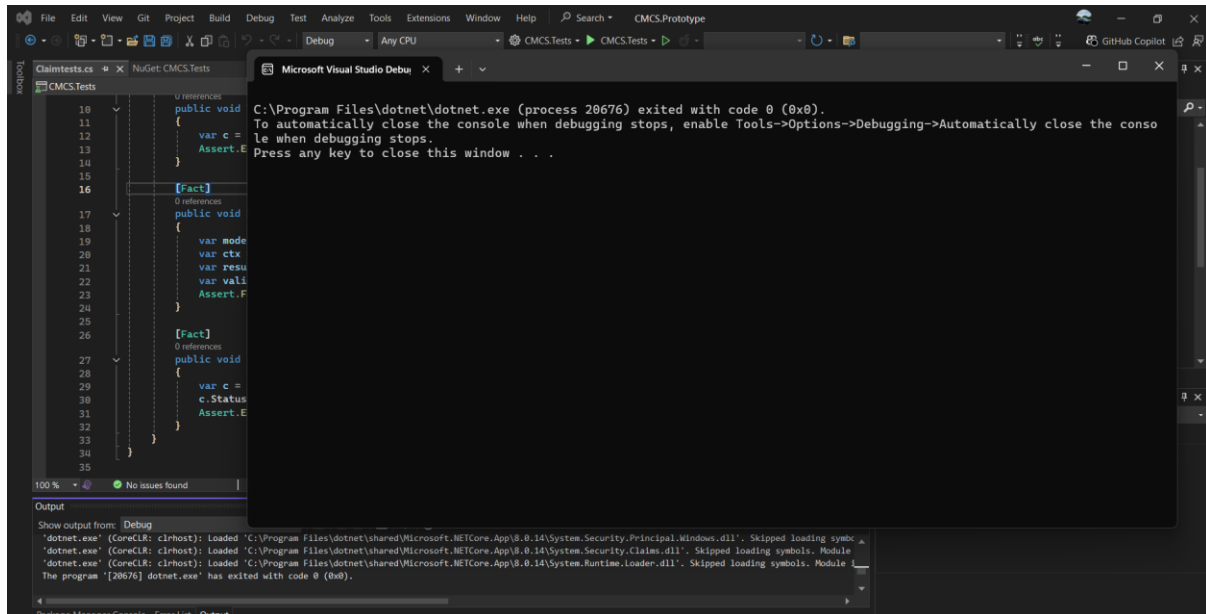 File Edit View Git Project Build Debug Test Analyze Tools Extensions Window Help Search CMCS.Prototype
Debug Any CPU CMCS.Tests CMCS.Tests GitHub Copilot
Toolbox
Claimtests.cs NuGet: CMCS.Tests
CMCS.Tests
Microsoft Visual Studio Debu
C:\Program Files\dotnet\dotnet.exe (process 20676) exited with code 0 (0x0).
To automatically close the console when debugging stops, enable Tools->Options->Debugging->Automatically close the conso
le when debugging stops.
Press any key to close this window . . .
0 references
10 public void
11 {
12 var c =
13 Assert.E
14 }
15
16 [Fact]
0 references
17 public void
18 {
19 var mode
20 var ctx
21 var resu
22 var vali
23 Assert.F
24 }
25
26 [Fact]
0 references
27 public void
28 {
29 var c =
30 c.Status
31 Assert.E
32 }
33 }
34 }
35
100 % No issues found
Output
Show output from: Debug
'dotnet.exe' (CoreCLR: clrhost): Loaded 'C:\Program Files\dotnet\shared\Microsoft.NETCore.App\8.0.14\System.Security.Principal.Windows.dll'. Skipped loading symbo
'dotnet.exe' (CoreCLR: clrhost): Loaded 'C:\Program Files\dotnet\shared\Microsoft.NETCore.App\8.0.14\System.Security.Claims.dll'. Skipped loading symbols. Module
'dotnet.exe' (CoreCLR: clrhost): Loaded 'C:\Program Files\dotnet\shared\Microsoft.NETCore.App\8.0.14\System.Runtime.Loader.dll'. Skipped loading symbols. Module i
The program '[20676] dotnet.exe' has exited with code 0 (0x0).
Package Manager Console Error List Output